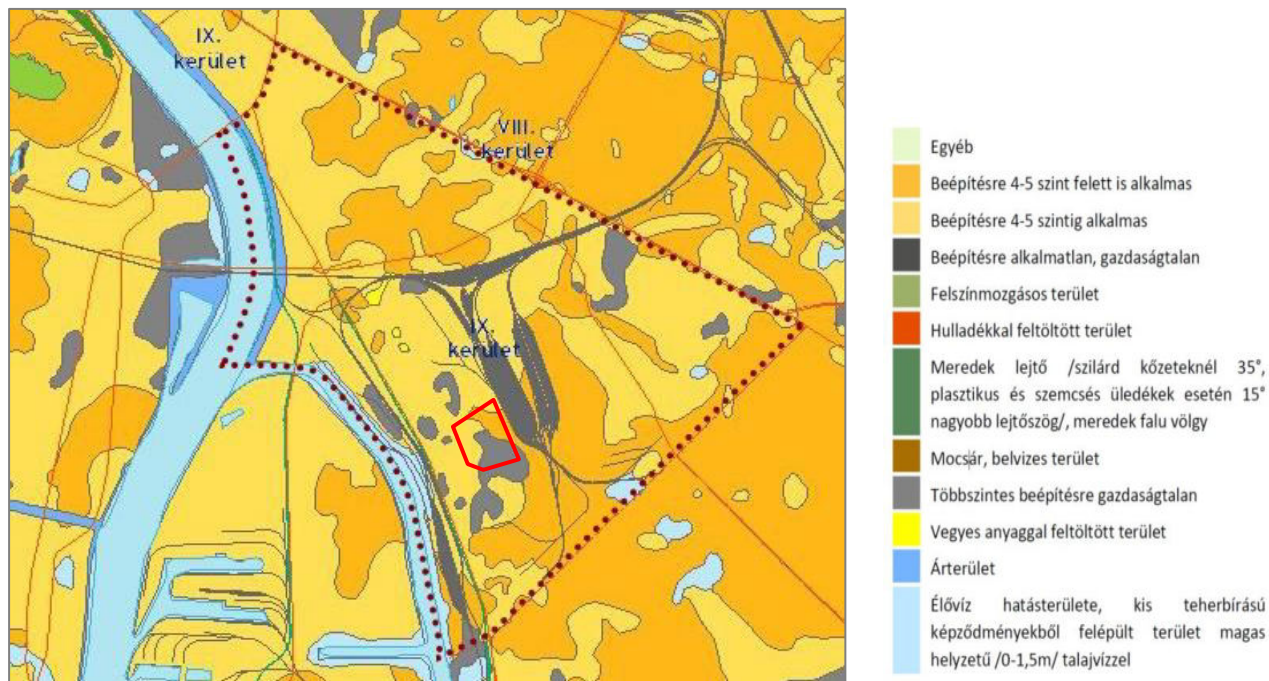 IX.
kerület
VIII.
kerület
IX.
kerület
Egyéb
Beépítésre 4-5 szint felett is alkalmas
Beépítésre 4-5 szintig alkalmas
Beépítésre alkalmatlan, gazdaságtalan
Felszínmozgásos terület
Hulladékkal feltöltött terület
Meredek lejtő /szilárd kőzeteknél 35°,
plasztikus és szemcsés üledékek esetén 15°
nagyobb lejtőszög/, meredek falu völgy
Mocsár, belvizes terület
Többszintes beépítésre gazdaságtalan
Vegyes anyaggal feltöltött terület
Árterület
Élővíz hatásterülete, kis teherbírású
képződményekből felépült terület magas
helyzetű /0-1,5m/ talajvízzel